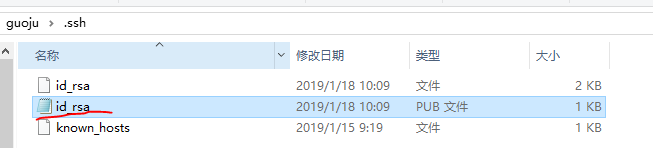 guoju > .ssh
名称 修改日期 类型 大小
id_rsa 2019/1/18 10:09 文件 2 KB
id_rsa 2019/1/18 10:09 PUB 文件 1 KB
known_hosts 2019/1/15 9:19 文件 1 KB